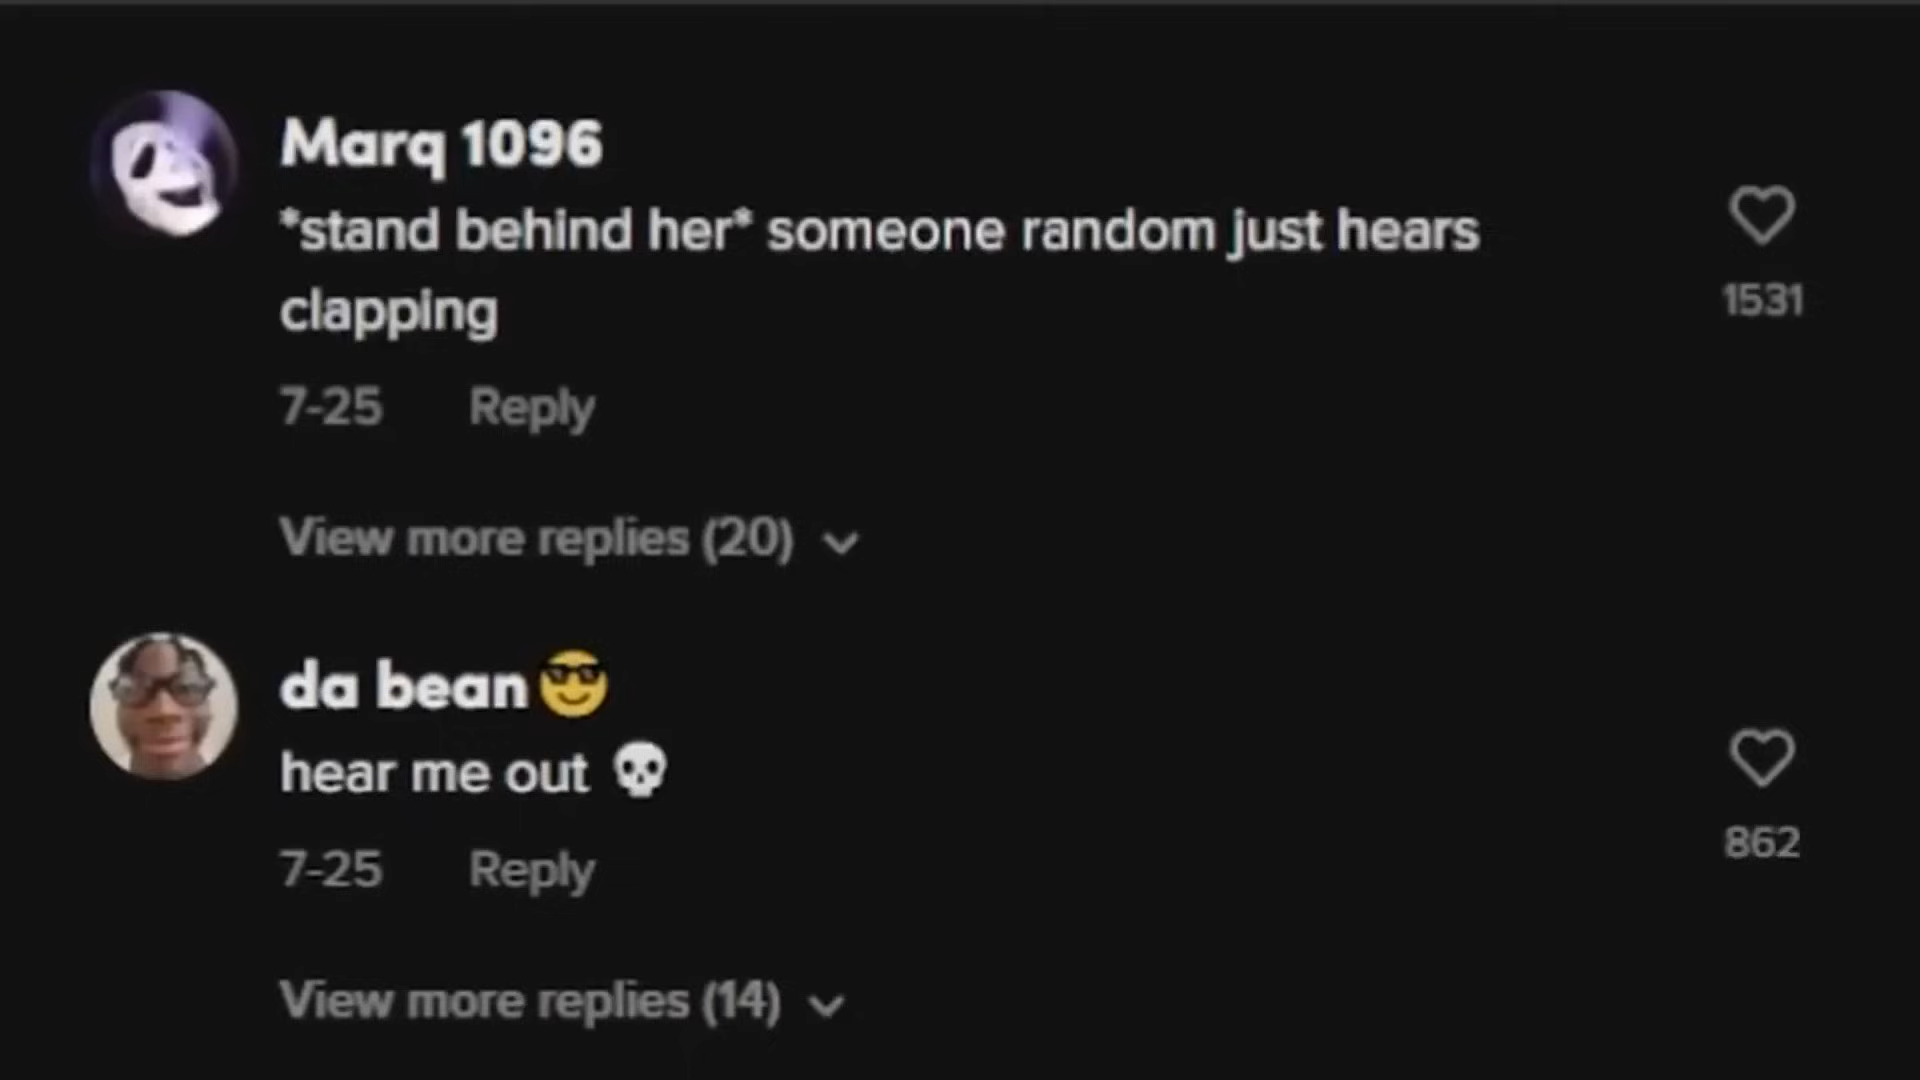 Marq 1096
*stand behind her* someone random just hears
clapping
1531
7-25 Reply
View more replies (20)
da bean😎
hear me out 💀
862
7-25 Reply
View more replies (14)